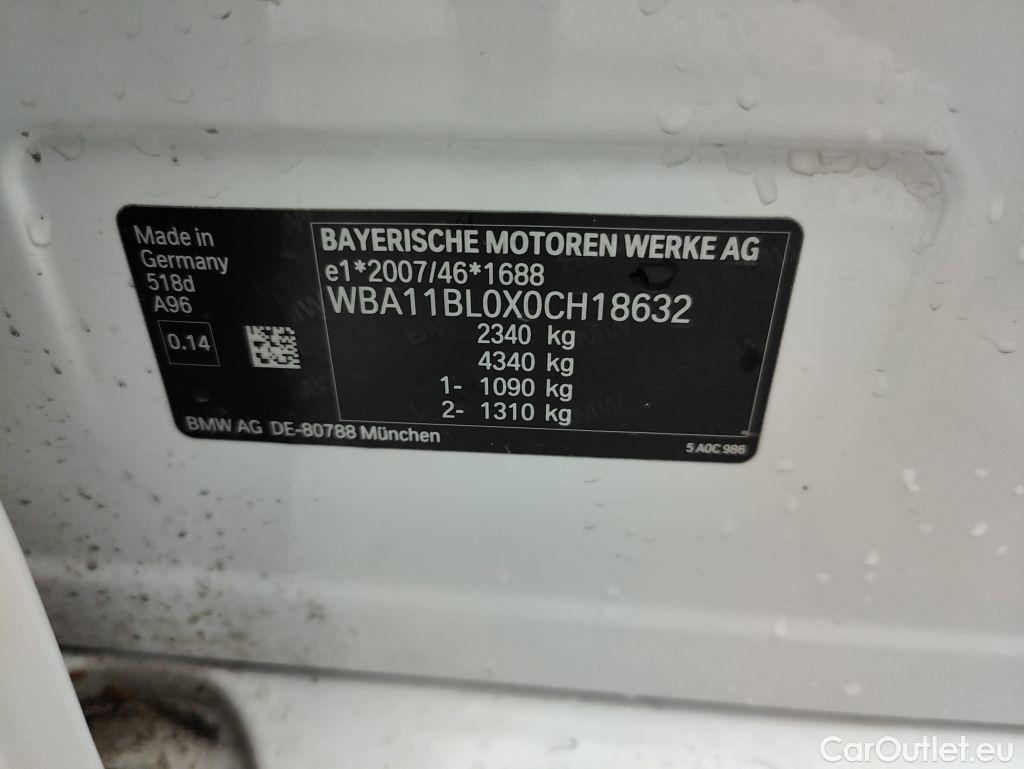 Made in
Germany
518d
A96
0.14
BAYERISCHE MOTOREN WERKE AG
e1*2007/46*1688
WBA11BL0X0CH18632
2340 kg
4340 kg
1- 1090 kg
2- 1310 kg
BMW AG DE-80788 München
5 A0C 986
CarOutlet.eu